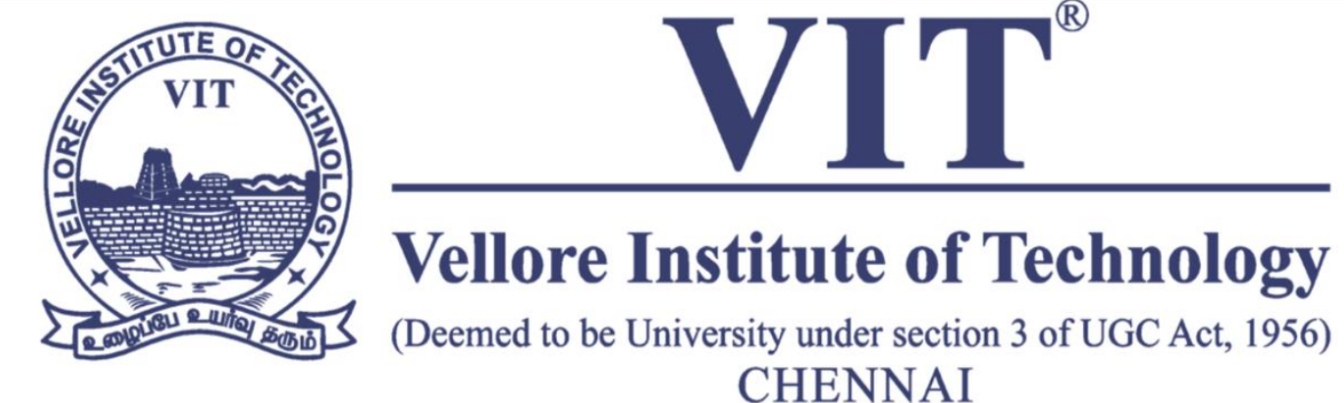 VELLORE INSTITUTE OF TECHNOLOGY
VIT
உழைப்பே உயர்வு தரும்
VIT®
Vellore Institute of Technology
(Deemed to be University under section 3 of UGC Act, 1956)
CHENNAI